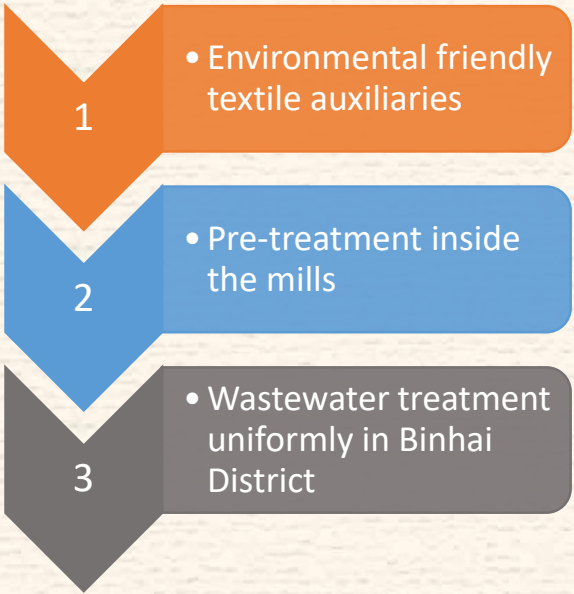 1
• Environmental friendly
textile auxiliaries
2
• Pre-treatment inside
the mills
3
• Wastewater treatment
uniformly in Binhai
District